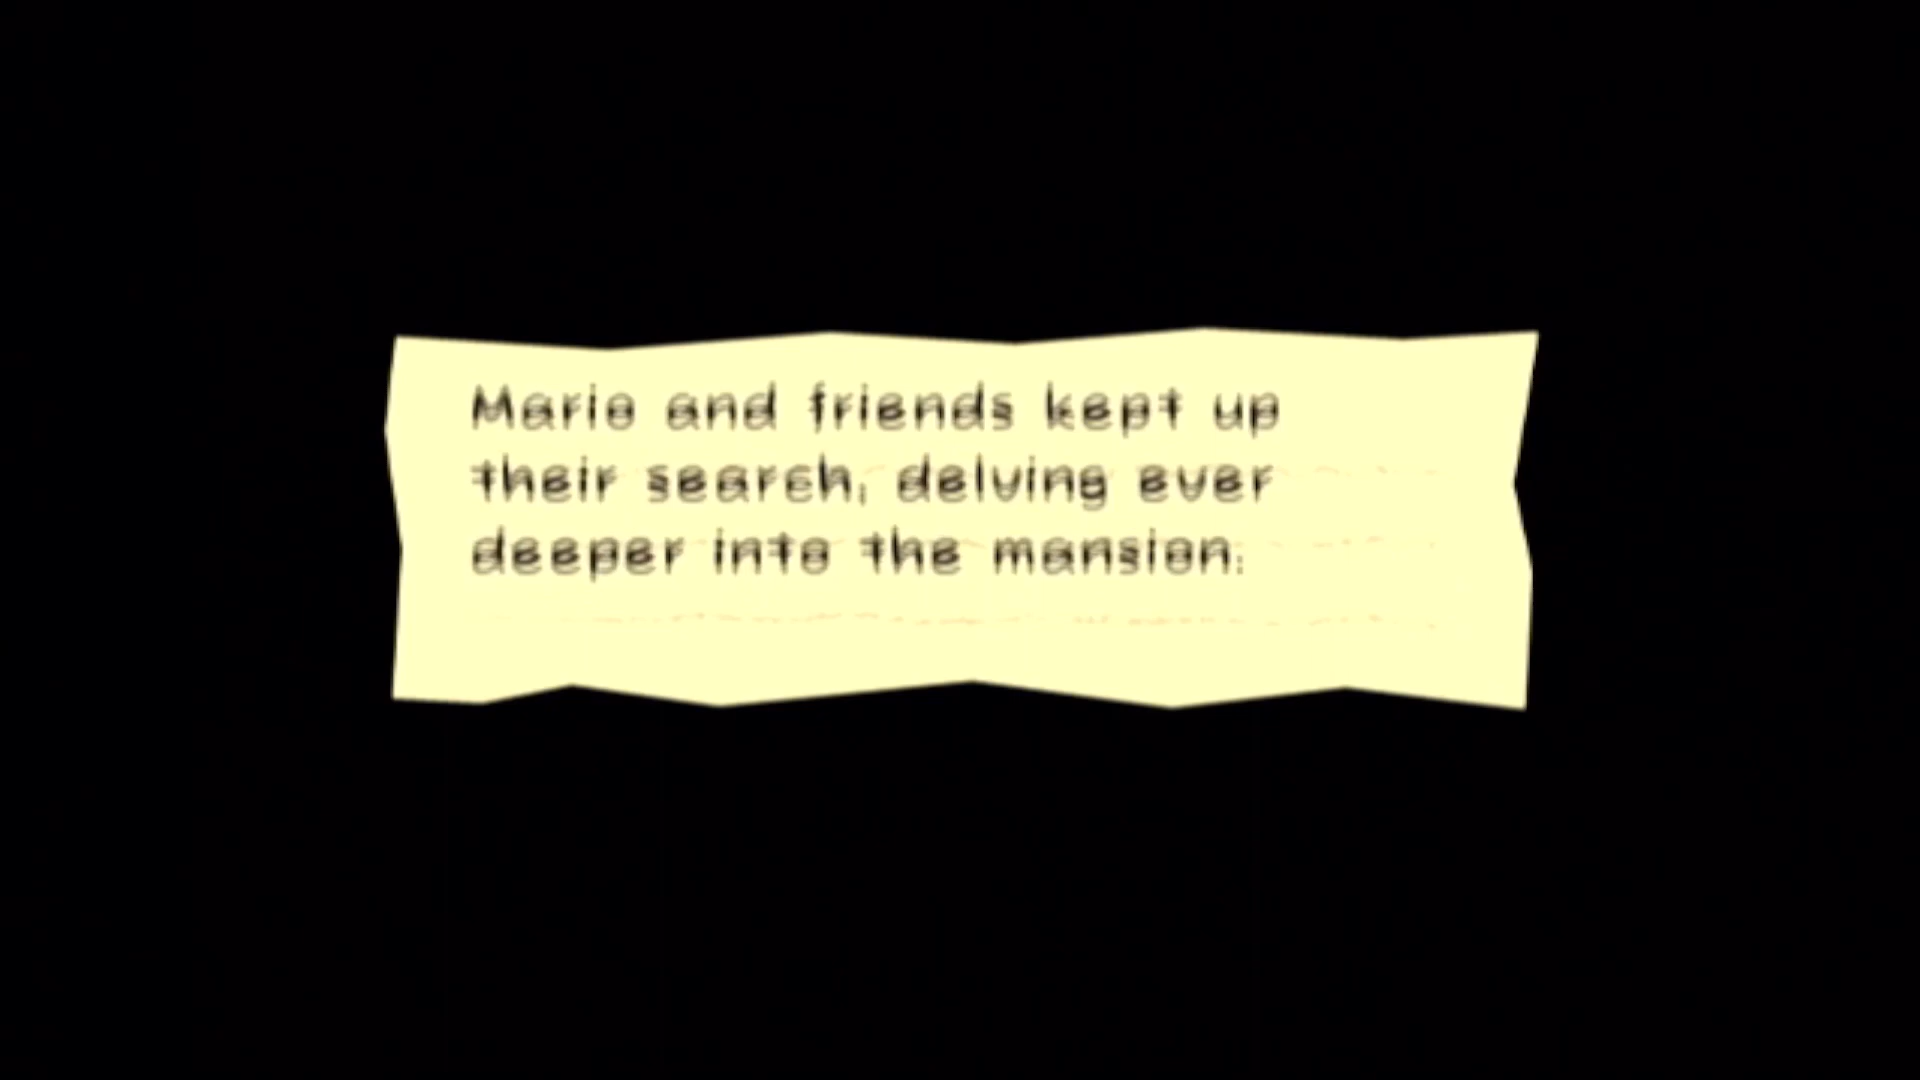 Mario and friends kept up
their search, delving ever
deeper into the mansion.